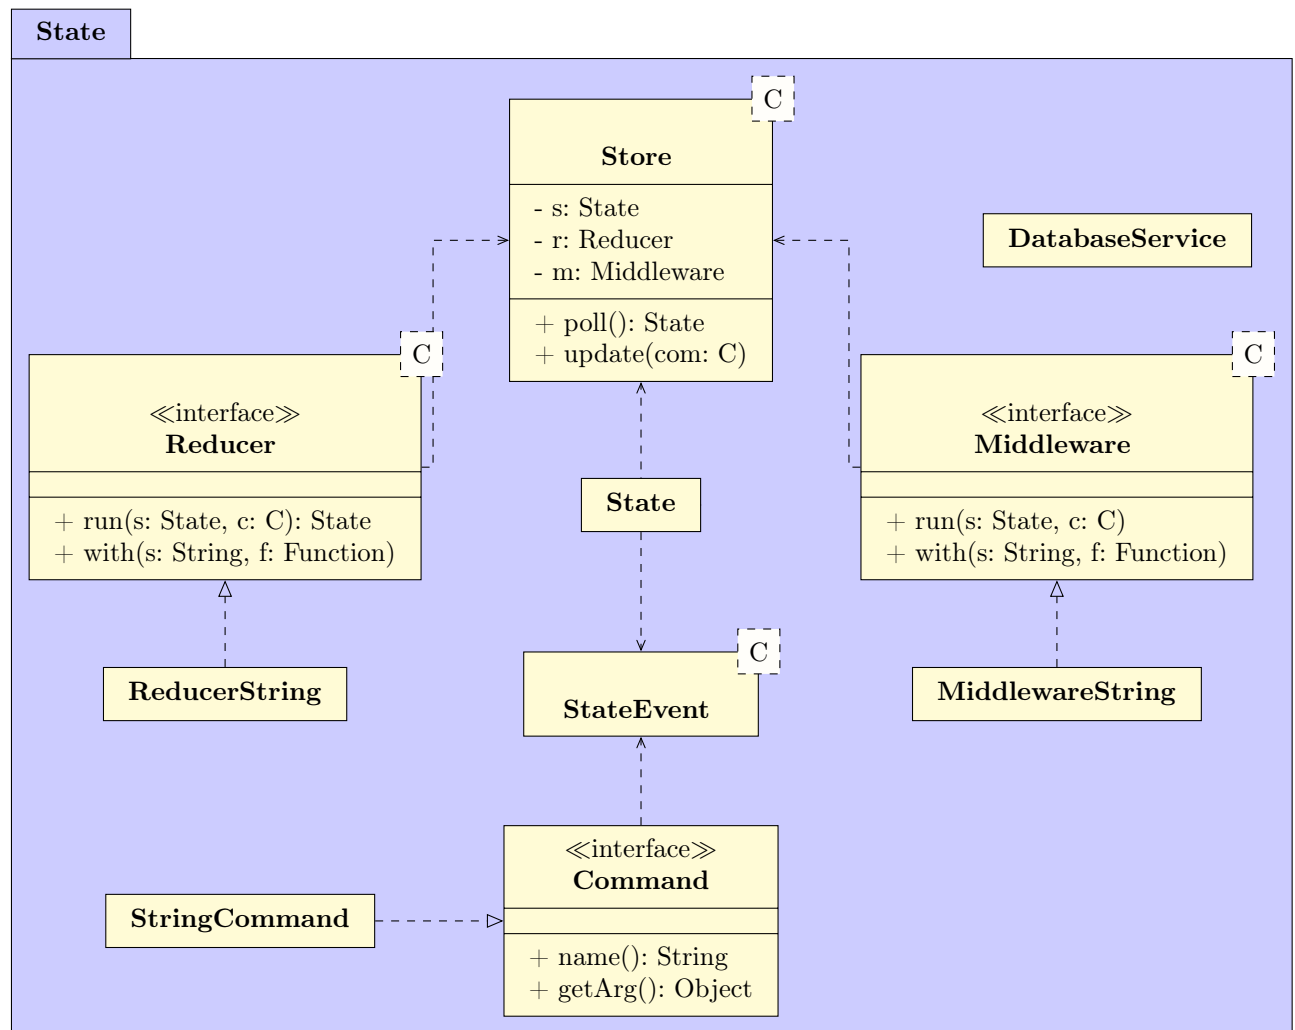 State
C
Store
- s: State
- r: Reducer
- m: Middleware
+ poll(): State
+ update(com: C)
DatabaseService
C
≪interface≫
Reducer
+ run(s: State, c: C): State
+ with(s: String, f: Function)
State
C
≪interface≫
Middleware
+ run(s: State, c: C)
+ with(s: String, f: Function)
ReducerString
C
StateEvent
MiddlewareString
StringCommand
≪interface≫
Command
+ name(): String
+ getArg(): Object